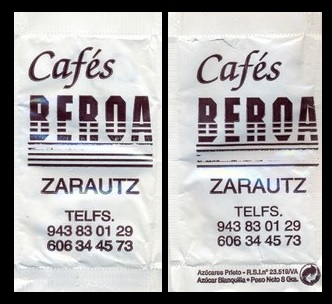 Cafés
BEROA
ZARAUTZ
TELFS.
943 83 01 29
606 34 45 73
Cafés
BEROA
ZARAUTZ
TELFS.
943 83 01 29
606 34 45 73
Azúcares Prieto - R.S.I.nº 23.519/VA
Azúcar Blanquilla • Peso Neto 8 Grs.